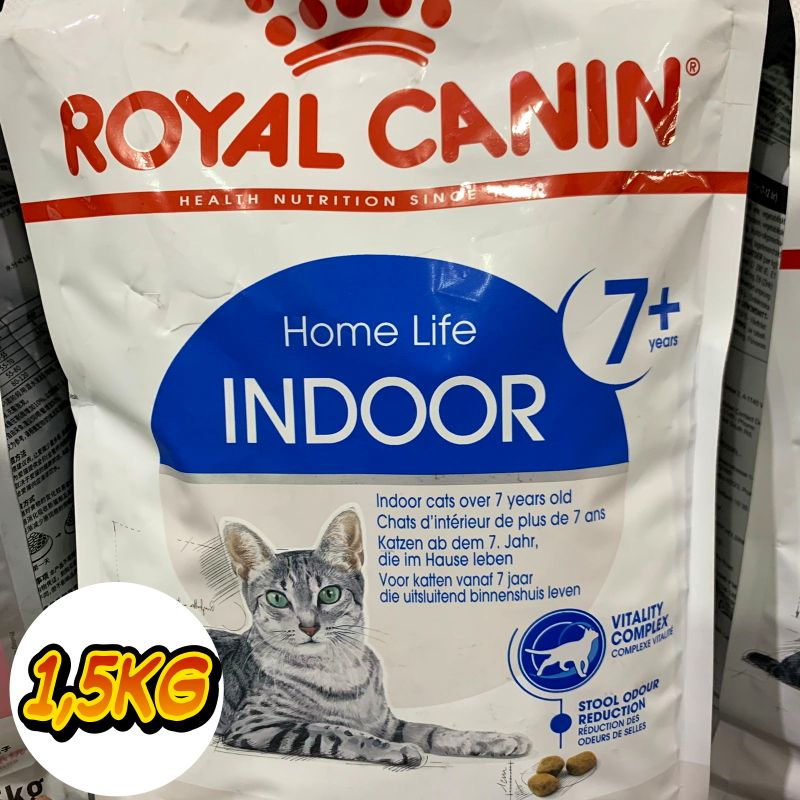 ROYAL CANIN®
HEALTH NUTRITION SINCE
7+
years
Home Life
INDOOR
Indoor cats over 7 years old
Chats d'intérieur de plus de 7 ans
Katzen ab dem 7. Jahr,
die im Hause leben
Voor katten vanaf 7 jaar
die uitsluitend binnenshuis leven
VITALITY
COMPLEX
COMPLEXE VITALITÉ
STOOL ODOUR
REDUCTION
RÉDUCTION DES
ODEURS DE SELLES
1,5KG
kg